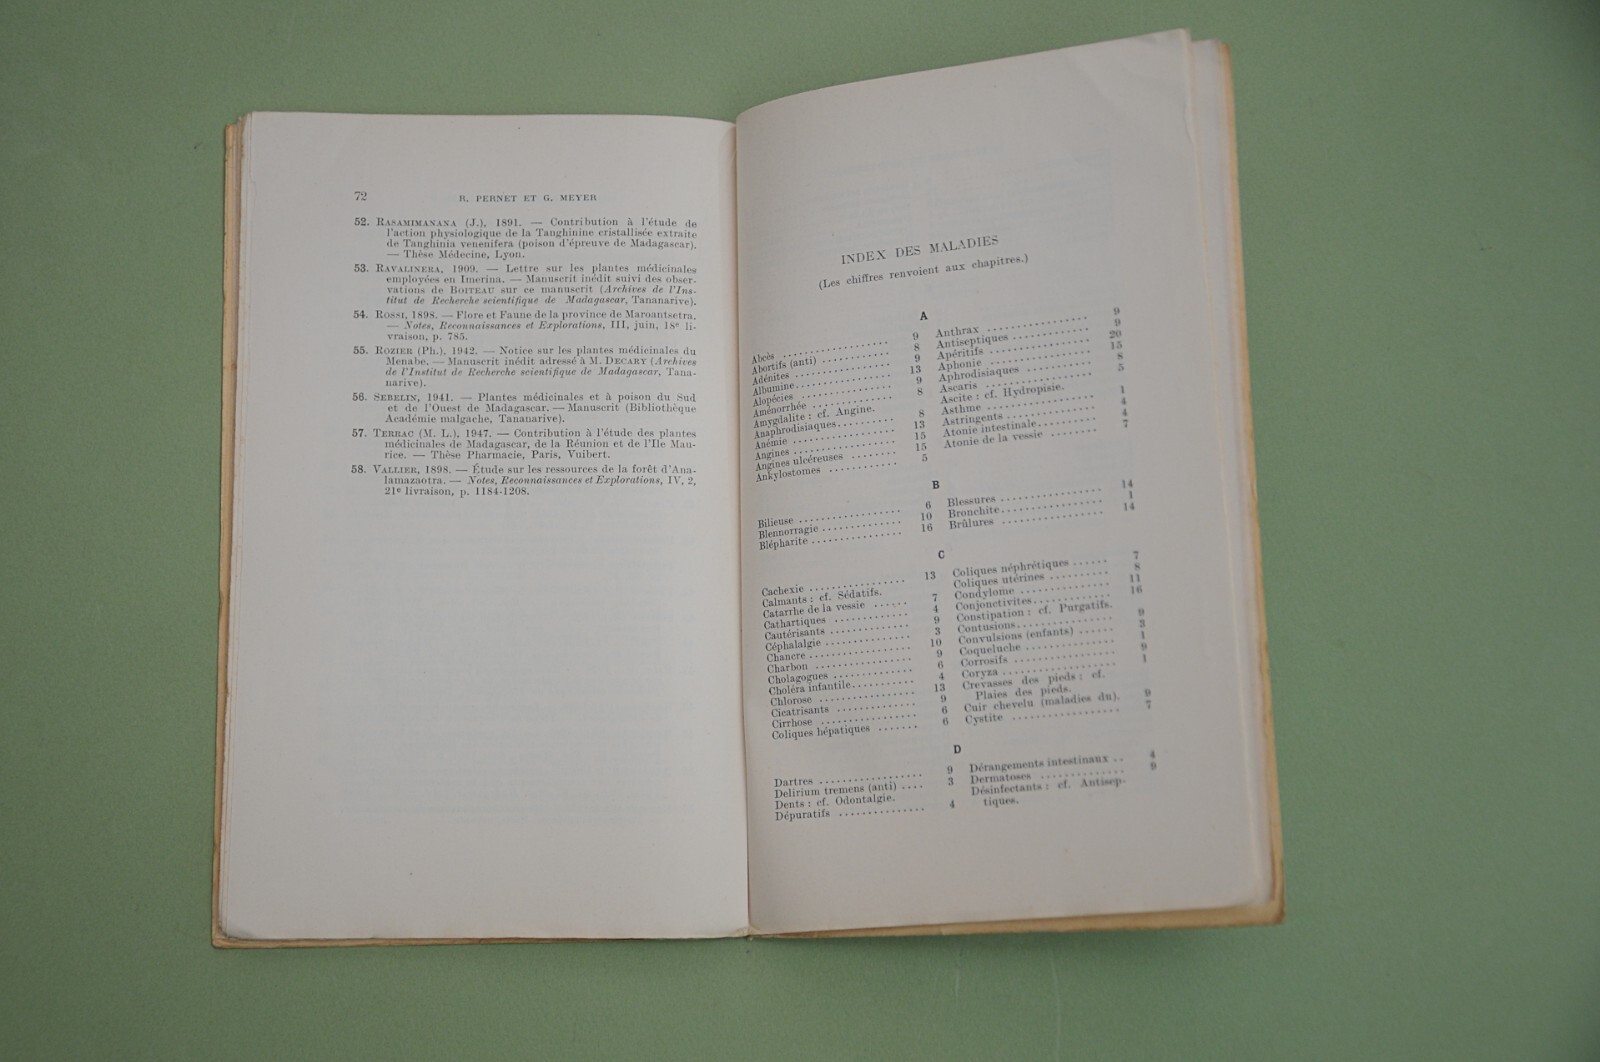 72
R. PERNET ET G. MEYER
52. RASAMIMANANA (J.), 1891. — Contribution à l'étude de
l'action physiologique de la Tanghinine cristallisée extraite
de Tanghinia venenifera (poison d'épreuve de Madagascar).
— Thèse Médecine, Lyon.
53. RAVALINERA, 1909. — Lettre sur les plantes médicinales
employées en Imerina. — Manuscrit inédit suivi des obser-
vations de BOITEAU sur ce manuscrit (Archives de l'Ins-
titut de Recherche scientifique de Madagascar, Tananarive).
54. ROSSI, 1898. — Flore et Faune de la province de Maroantsetra.
— Notes, Reconnaissances et Explorations, III, juin, 18e li-
vraison, p. 785.
55. ROZIER (Ph.), 1942. — Notice sur les plantes médicinales du
Menabe. — Manuscrit inédit adressé à M. DECARY (Archives
de l'Institut de Recherche scientifique de Madagascar, Tana-
narive).
56. SEBELIN, 1941. — Plantes médicinales et à poison du Sud
et de l'Ouest de Madagascar. — Manuscrit (Bibliothèque
Académie malgache, Tananarive).
57. TERRAC (M. L.), 1947. — Contribution à l'étude des plantes
médicinales de Madagascar, de la Réunion et de l'Ile Mau-
rice. — Thèse Pharmacie, Paris, Vuibert.
58. VALLIER, 1898. — Étude sur les ressources de la forêt d'Ana-
lamazaotra. — Notes, Reconnaissances et Explorations, IV, 2,
21e livraison, p. 1184-1208.
INDEX DES MALADIES
(Les chiffres renvoient aux chapitres.)
A
Abcès 9
Abortifs (anti) 8
Adénites 9
Albumine 13
Alopécies 9
Aménorrhée 8
Amygdalite : cf. Angine.
Anaphrodisiaques 8
Anémie 13
Angines 15
Angines ulcéreuses 15
Ankylostomes 5
Anthrax 9
Antiseptiques 9
Apéritifs 20
Aphonie 15
Aphrodisiaques 8
Ascaris 5
Ascite : cf. Hydropisie.
Asthme 1
Astringents 4
Atonie intestinale 4
Atonie de la vessie 7
B
Bilieuse 6
Blennorragie 10
Blépharite 16
Blessures 14
Bronchite 1
Brûlures 14
C
Cachexie 13
Calmants : cf. Sédatifs.
Catarrhe de la vessie 7
Cathartiques 4
Cautérisants 9
Céphalalgie 3
Chancre 10
Charbon 9
Cholagogues 6
Choléra infantile 4
Chlorose 13
Cicatrisants 9
Cirrhose 6
Coliques hépatiques 6
Coliques néphrétiques 7
Coliques utérines 8
Condylome 11
Conjonctivites 16
Constipation : cf. Purgatifs.
Contusions 9
Convulsions (enfants) 3
Coqueluche 1
Corrosifs 9
Coryza 1
Crevasses des pieds : cf.
Plaies des pieds.
Cuir chevelu (maladies du). 9
Cystite 7
D
Dartres 9
Delirium tremens (anti) 3
Dents : cf. Odontalgie.
Dépuratifs 4
Dérangements intestinaux 4
Dermatoses 9
Désinfectants : cf. Antisep-
tiques.